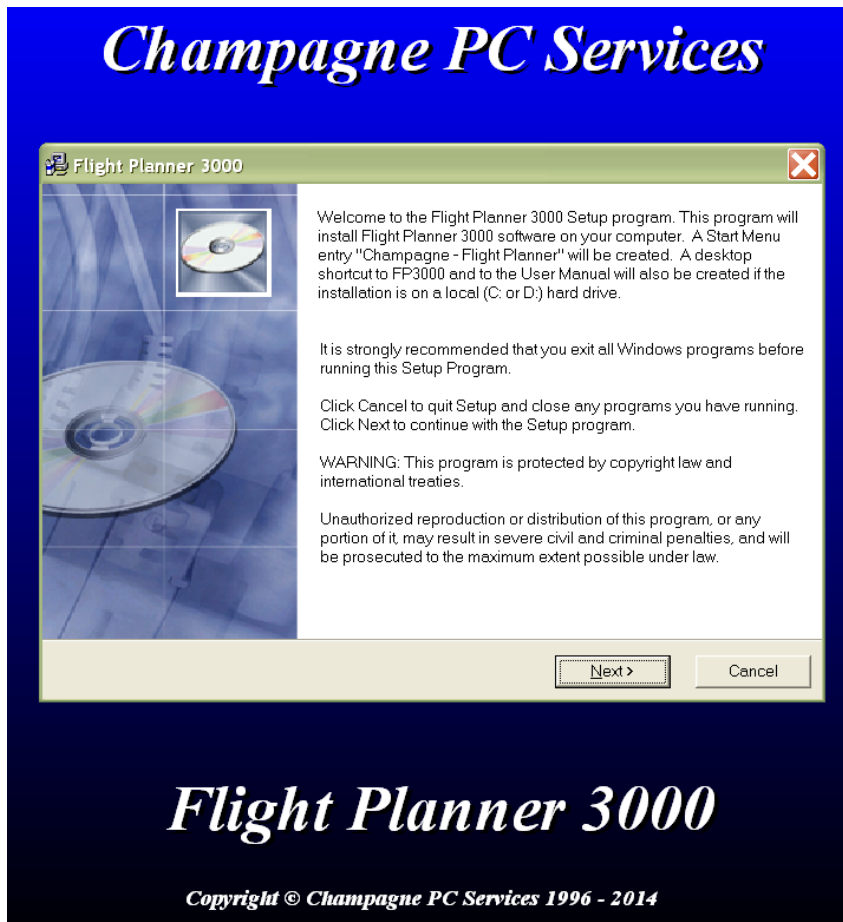 Champagne PC Services
Flight Planner 3000
Welcome to the Flight Planner 3000 Setup program. This program will
install Flight Planner 3000 software on your computer. A Start Menu
entry "Champagne - Flight Planner" will be created. A desktop
shortcut to FP3000 and to the User Manual will also be created if the
installation is on a local (C: or D:) hard drive.
It is strongly recommended that you exit all Windows programs before
running this Setup Program.
Click Cancel to quit Setup and close any programs you have running.
Click Next to continue with the Setup program.
WARNING: This program is protected by copyright law and
international treaties.
Unauthorized reproduction or distribution of this program, or any
portion of it, may result in severe civil and criminal penalties, and will
be prosecuted to the maximum extent possible under law.
Next > Cancel
Flight Planner 3000
Copyright © Champagne PC Services 1996 - 2014